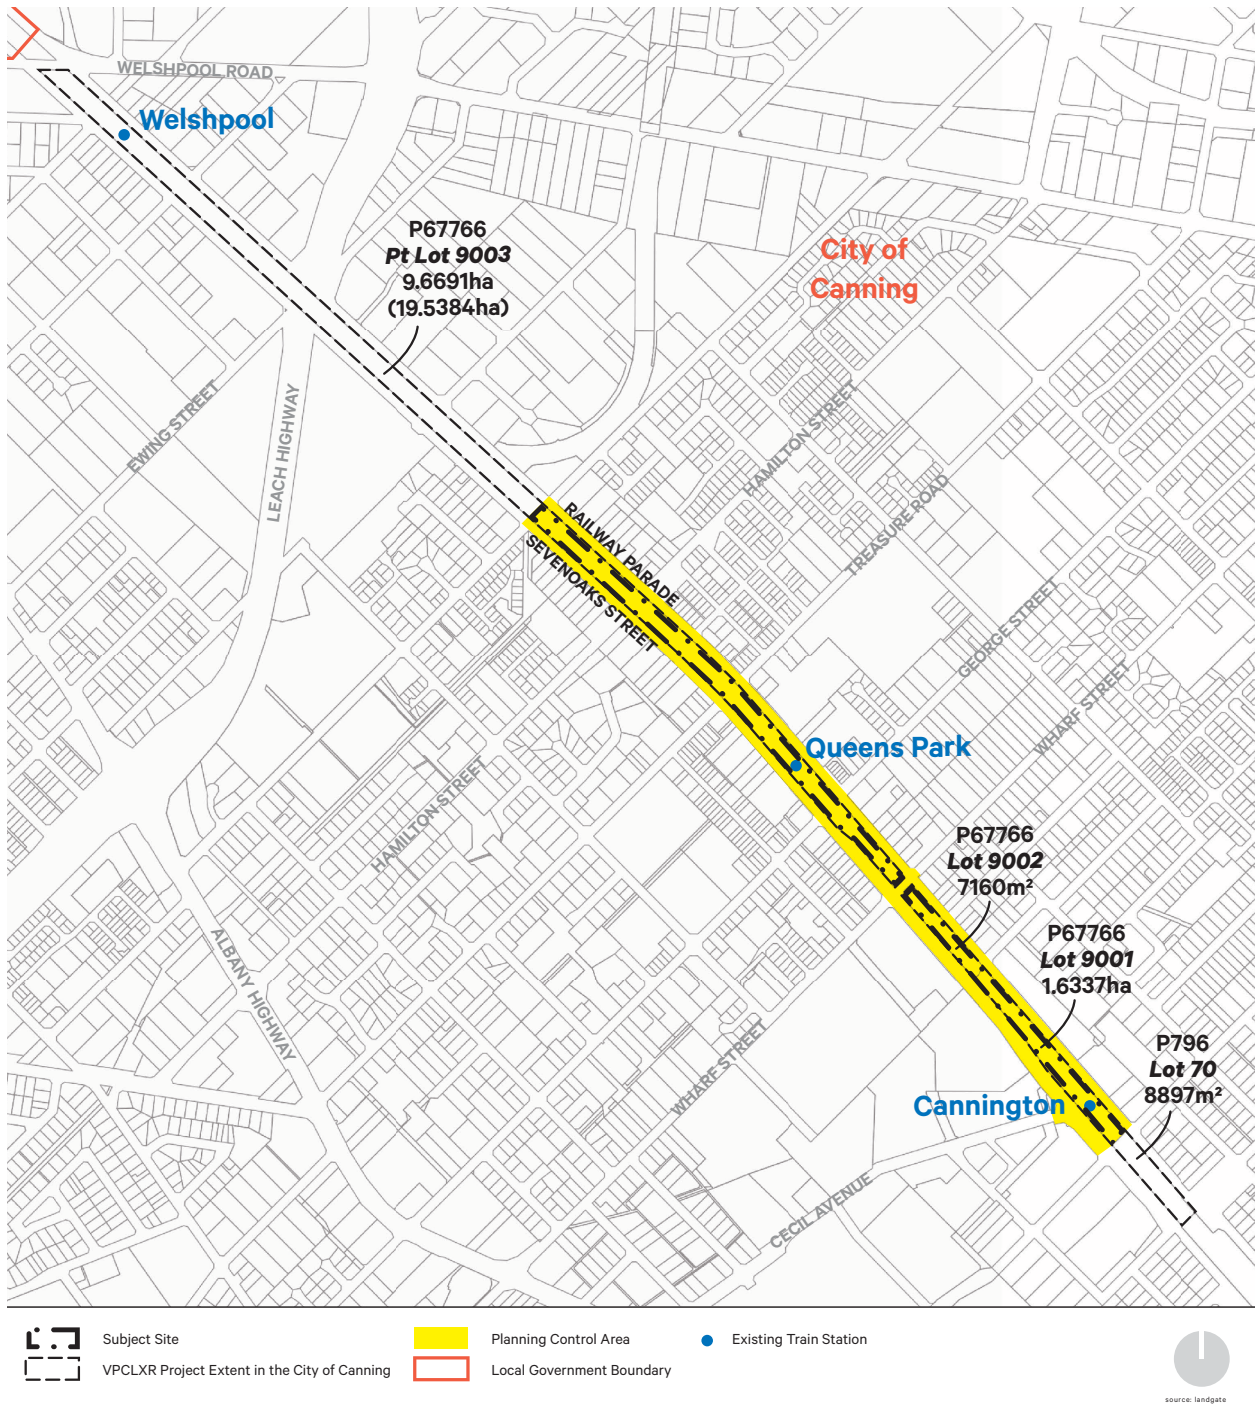 WELSHPOOL ROAD
Welshpool
P67766
Pt Lot 9003
9.6691ha
(19.5384ha)
City of
Canning
EWING STREET
LEACH HIGHWAY
HAMILTON STREET
TREASURE ROAD
RAILWAY PARADE
SEVENOAKS STREET
GEORGE STREET
WHARF STREET
Queens Park
HAMILTON STREET
P67766
Lot 9002
7160m²
ALBANY HIGHWAY
P67766
Lot 9001
1.6337ha
WHARF STREET
P796
Lot 70
8897m²
Cannington
CECIL AVENUE
Subject Site
VPCLXR Project Extent in the City of Canning
Planning Control Area
Local Government Boundary
Existing Train Station
source: landgate